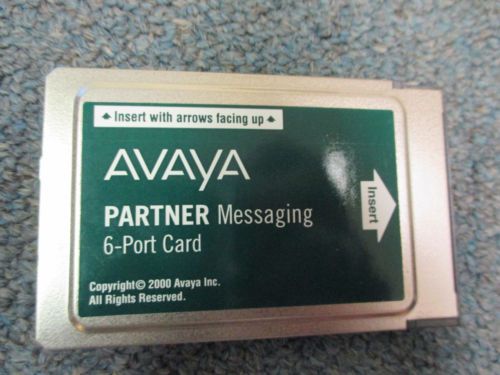 Insert with arrows facing up
AVAYA
PARTNER Messaging
6-Port Card
Insert
Copyright© 2000 Avaya Inc.
All Rights Reserved.